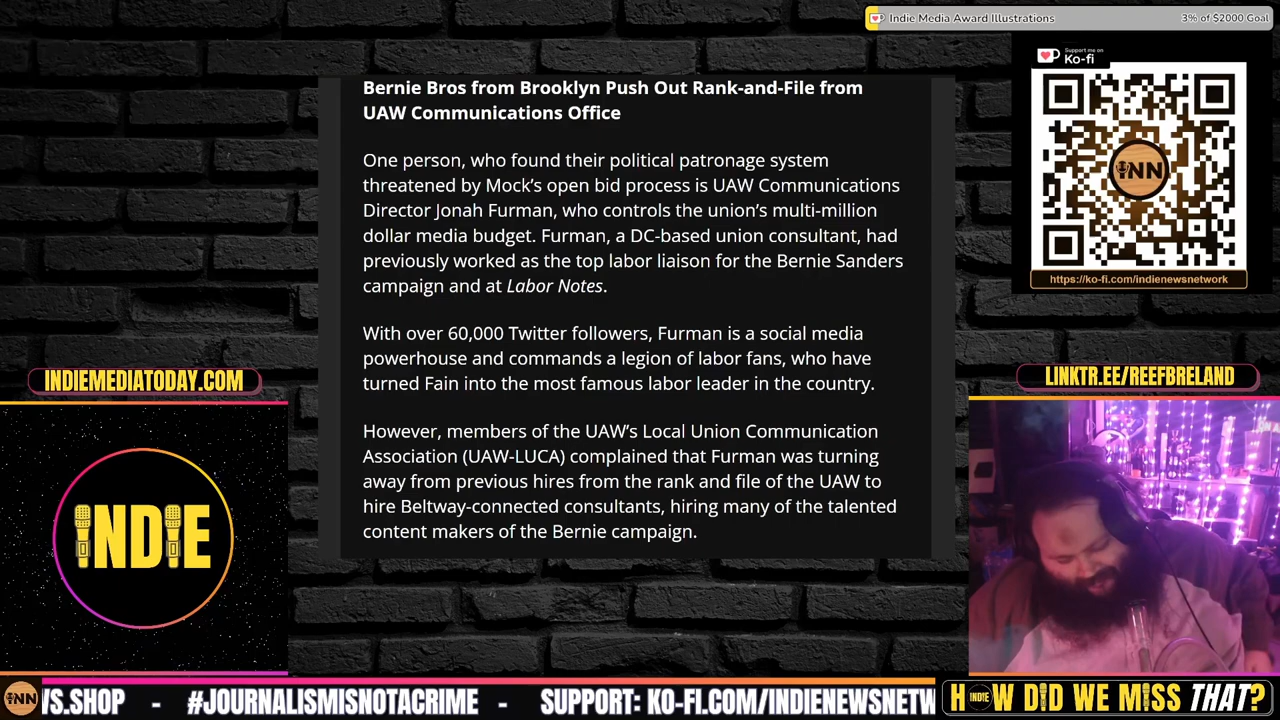 Indie Media Award Illustrations
3% of $2000 Goal
Support me on
Ko-fi
iNN
https://ko-fi.com/indienewsnetwork
Bernie Bros from Brooklyn Push Out Rank-and-File from
UAW Communications Office
One person, who found their political patronage system
threatened by Mock’s open bid process is UAW Communications
Director Jonah Furman, who controls the union’s multi-million
dollar media budget. Furman, a DC-based union consultant, had
previously worked as the top labor liaison for the Bernie Sanders
campaign and at Labor Notes.
With over 60,000 Twitter followers, Furman is a social media
powerhouse and commands a legion of labor fans, who have
turned Fain into the most famous labor leader in the country.
However, members of the UAW’s Local Union Communication
Association (UAW-LUCA) complained that Furman was turning
away from previous hires from the rank and file of the UAW to
hire Beltway-connected consultants, hiring many of the talented
content makers of the Bernie campaign.
INDIEMEDIATODAY.COM
LINKTR.EE/REEFBRELAND
INDIE
iNN
VS.SHOP - #JOURNALISMISNOTACRIME - SUPPORT: KO-FI.COM/INDIENEWSNETW
HOW DID WE MISS THAT?
INDIE